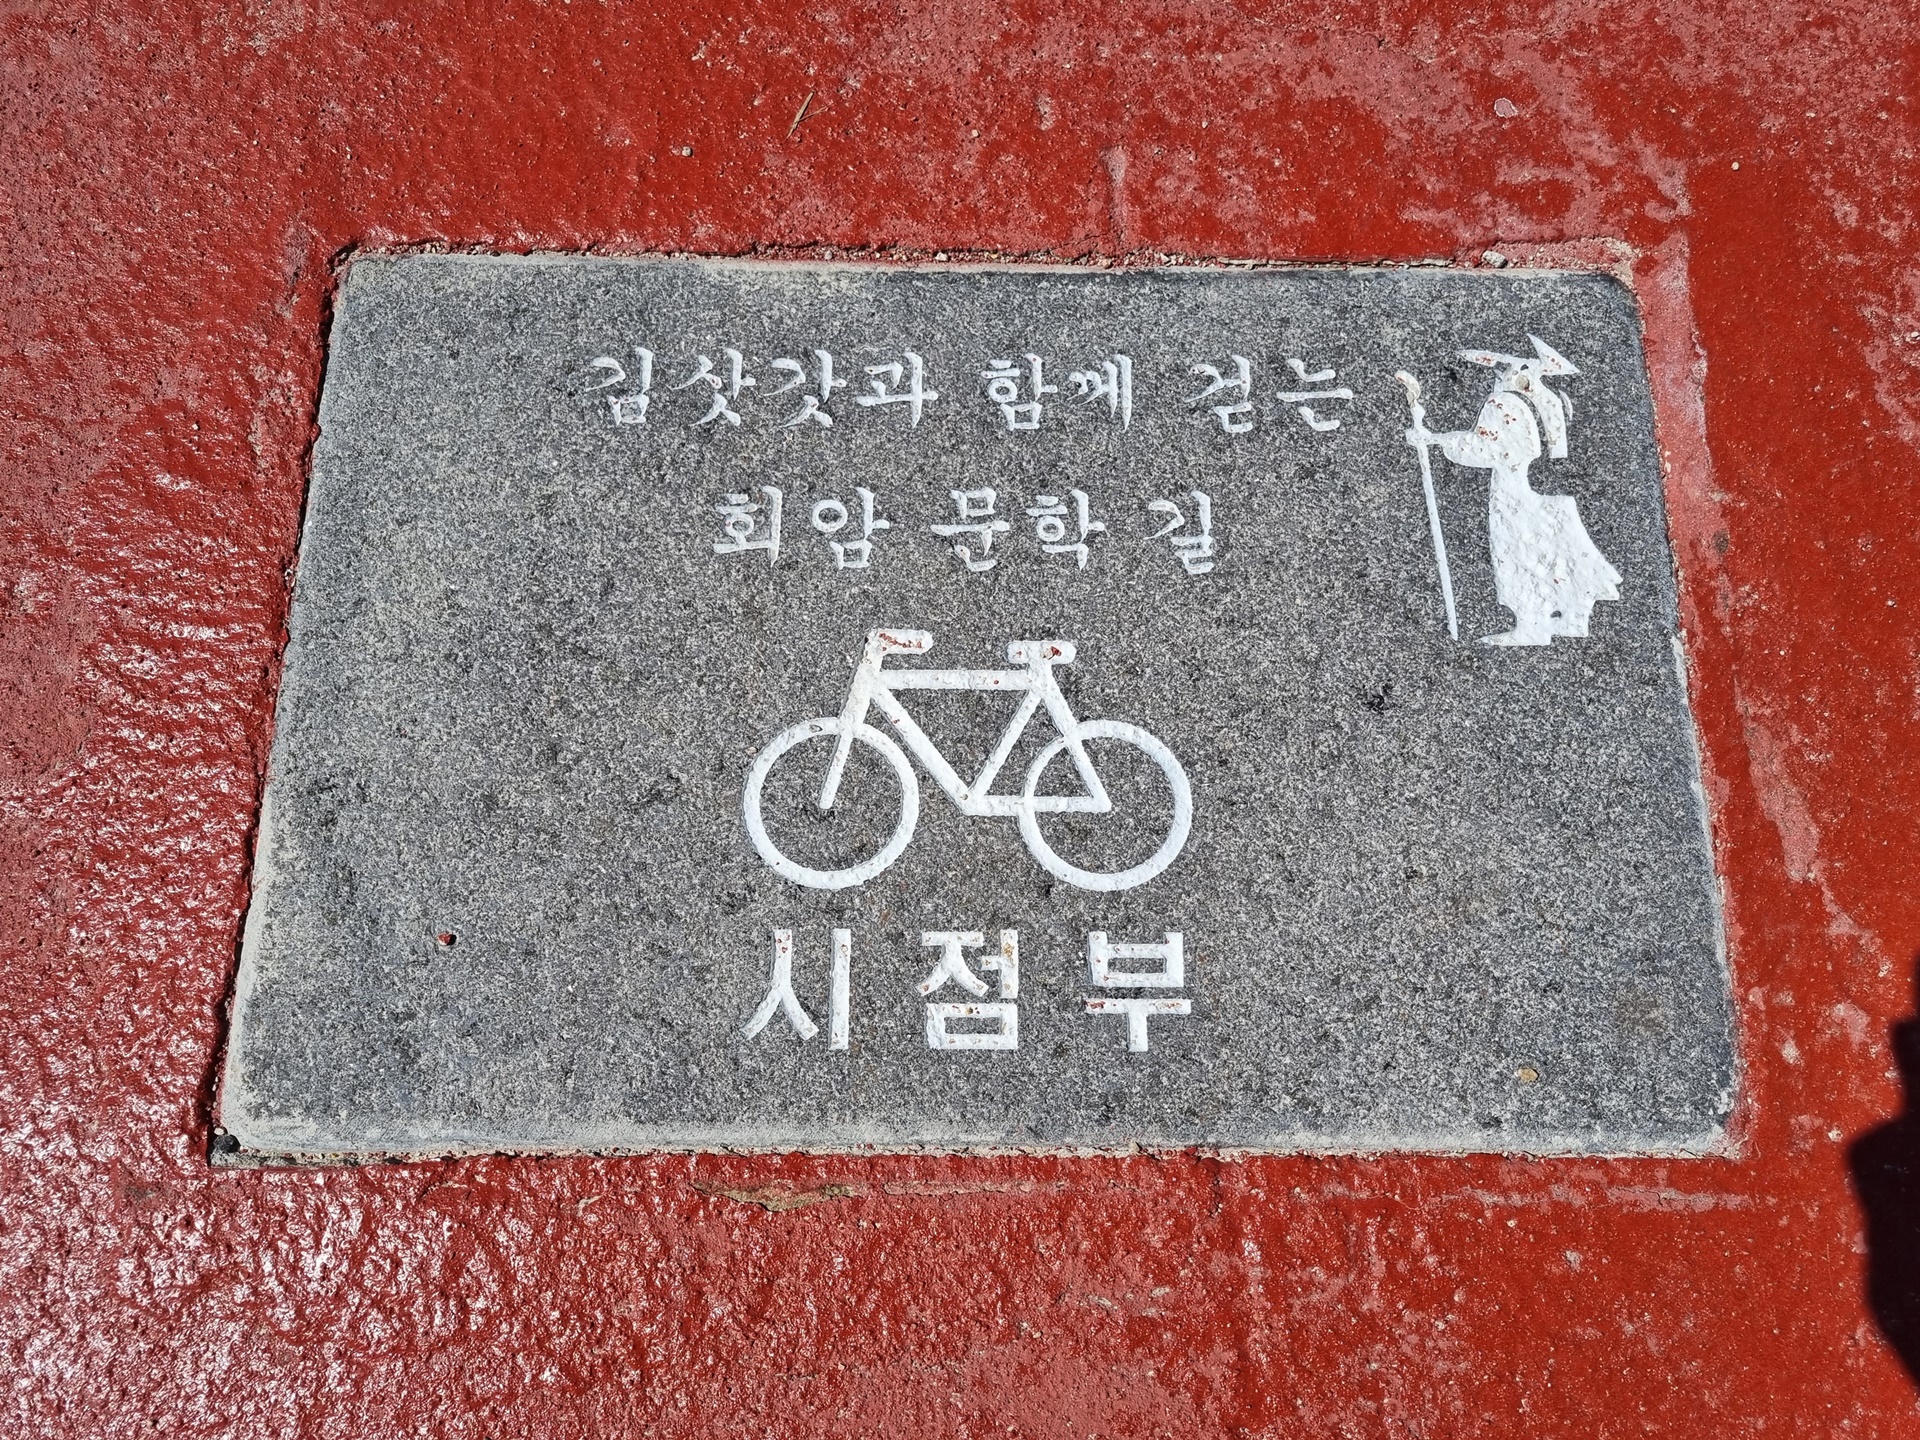 김삿갓과 함께 걷는
회암 문학 길
시점부